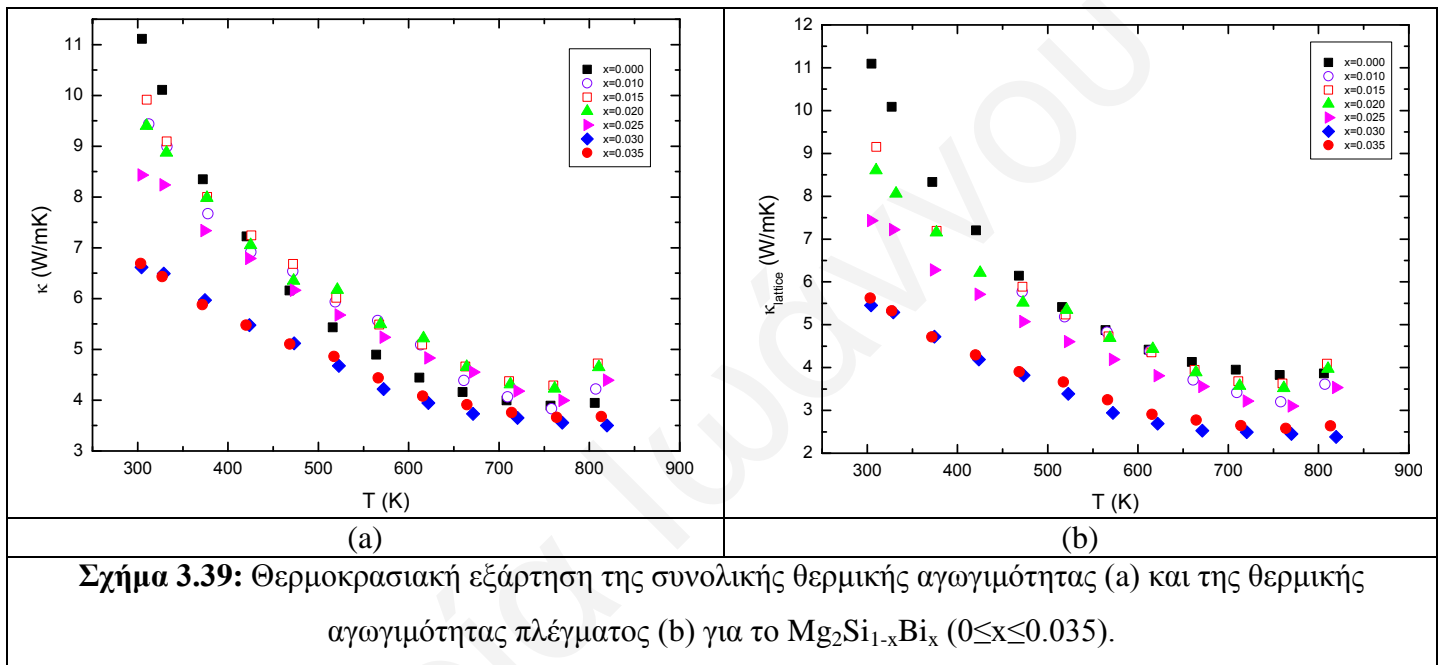 11
10
9
8
7
6
5
4
3
κ (W/mK)
x=0.000
x=0.010
x=0.015
x=0.020
x=0.025
x=0.030
x=0.035
300 400 500 600 700 800 900
T (K)
12
11
10
9
8
7
6
5
4
3
2
κlattice (W/mK)
x=0.000
x=0.010
x=0.015
x=0.020
x=0.025
x=0.030
x=0.035
300 400 500 600 700 800 900
T (K)
(a) (b)
Σχήμα 3.39: Θερμοκρασιακή εξάρτηση της συνολικής θερμικής αγωγιμότητας (a) και της θερμικής
αγωγιμότητας πλέγματος (b) για το Mg2Si1-xBix (0≤x≤0.035).
Ιωάννου